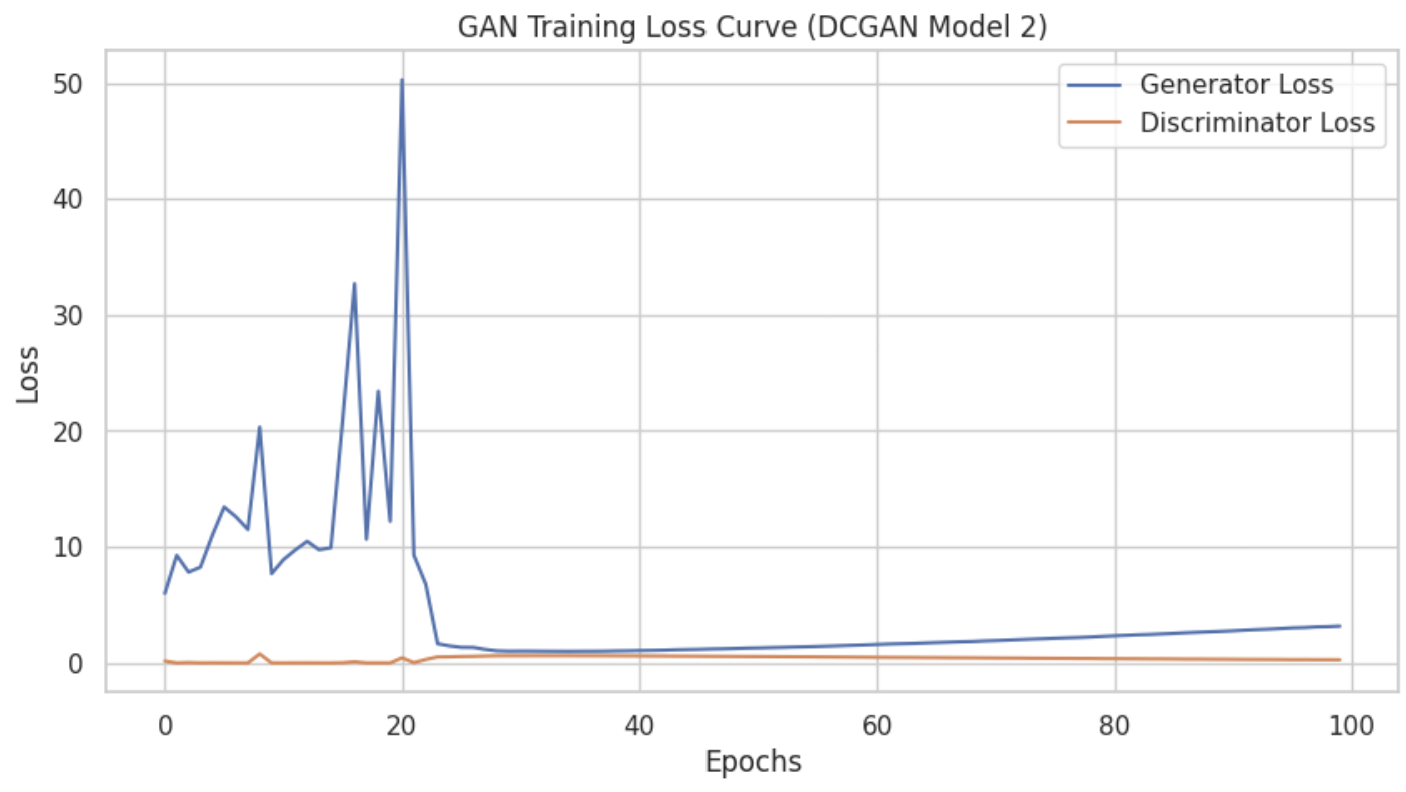 GAN Training Loss Curve (DCGAN Model 2)
Generator Loss
Discriminator Loss
Loss
50
40
30
20
10
0
0 20 40 60 80 100
Epochs